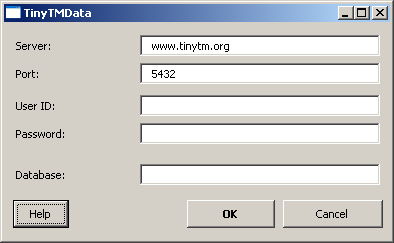 TinyTMData
Server: www.tinytm.org
Port: 5432
User ID:
Password:
Database:
Help OK Cancel